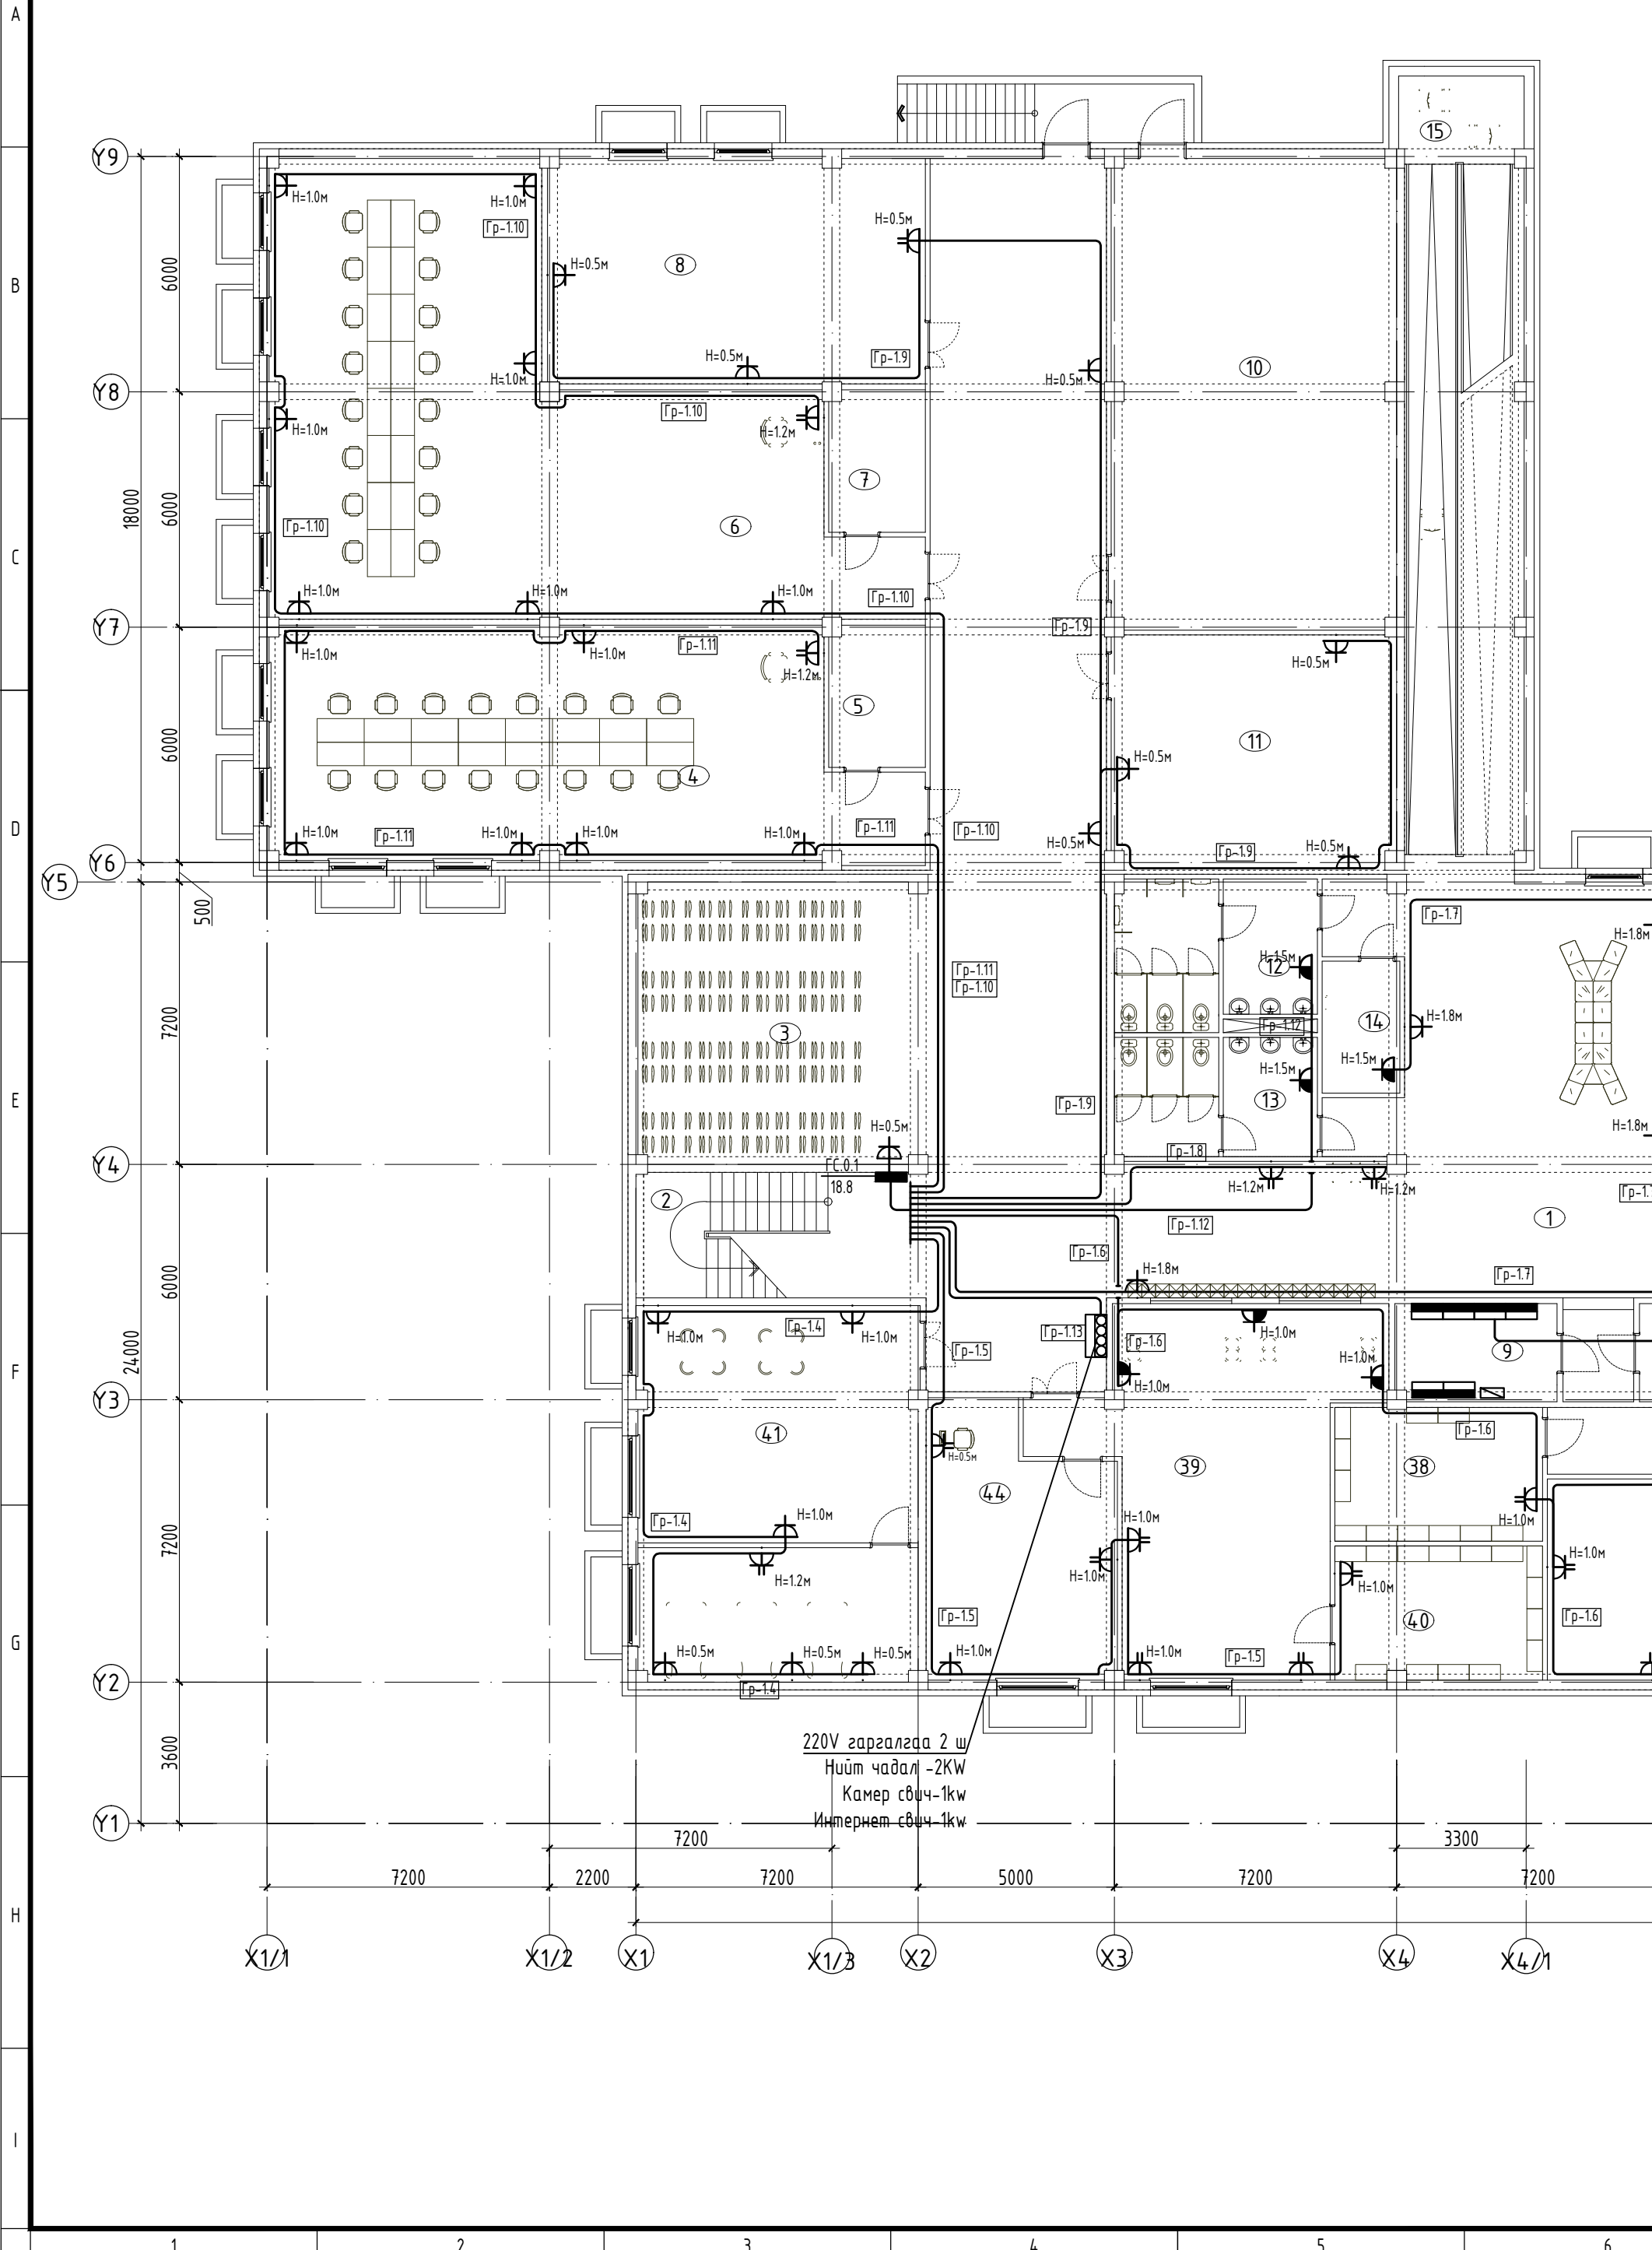 A
15
Y9
H=1.0м
H=1.0м
Гр-1.10
H=0.5м
8
H=0.5м
B
6000
H=0.5м
Гр-1.9
10
H=1.0м
H=0.5м
Y8
H=1.0м
Гр-1.10
H=1.2м
7
18000
6000
Гр-1.10
6
C
H=1.0м
H=1.0м
H=1.0м
Гр-1.10
Y7
Гр-1.9
H=1.0м
H=1.0м
Гр-1.11
H=1.2м
H=0.5м
5
6000
11
H=0.5м
4
D
H=1.0м
Гр-1.11
H=1.0м
H=1.0м
H=1.0м
Гр-1.11
Гр-1.10
H=0.5м
Гр-1.9
H=0.5м
Y6
Y5
500
Гр-1.7
H=1.8м
H=1.5м
12
Гр-1.11
Гр-1.10
7200
3
Гр-1.12
14
H=1.8м
H=1.5м
H=1.5м
E
13
Гр-1.9
H=0.5м
H=1.8м
Гр-1.8
Y4
ГС.0.1
18.8
H=1.2м
H=1.2м
2
Гр-1.12
1
Гр-1.6
6000
H=1.8м
Гр-1.7
24000
H=1.0м
Гр-1.4
H=1.0м
Гр-1.13
Гр-1.6
H=1.0м
Гр-1.5
9
F
H=1.0м
H=1.0м
Y3
41
H=0.5м
Гр-1.6
39
38
44
H=1.0м
Гр-1.4
H=1.0м
7200
H=1.0м
H=1.0м
H=1.2м
H=1.0м
Гр-1.5
40
Гр-1.6
G
H=0.5м
H=0.5м
H=0.5м
H=1.0м
H=1.0м
Гр-1.5
Y2
Гр-1.4
220V гаргалгаа 2 ш
Нийт чадал -2KW
Камер свич-1kw
Интернет свич-1kw
3600
Y1
7200
3300
7200
2200
7200
5000
7200
7200
H
X1/1
X1/2
X1
X1/3
X2
X3
X4
X4/1
I
1
2
3
4
5
6